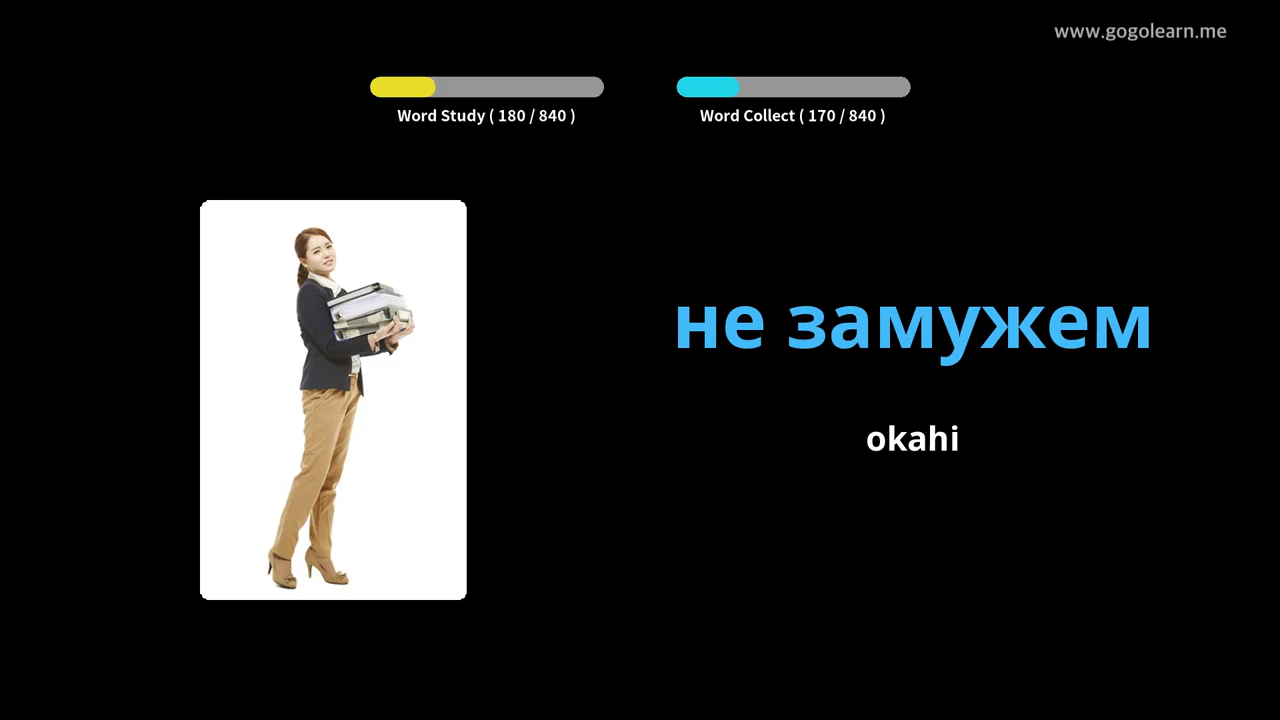 www.gogolearn.me
Word Study ( 180 / 840 )
Word Collect ( 170 / 840 )
не замужем
okahi